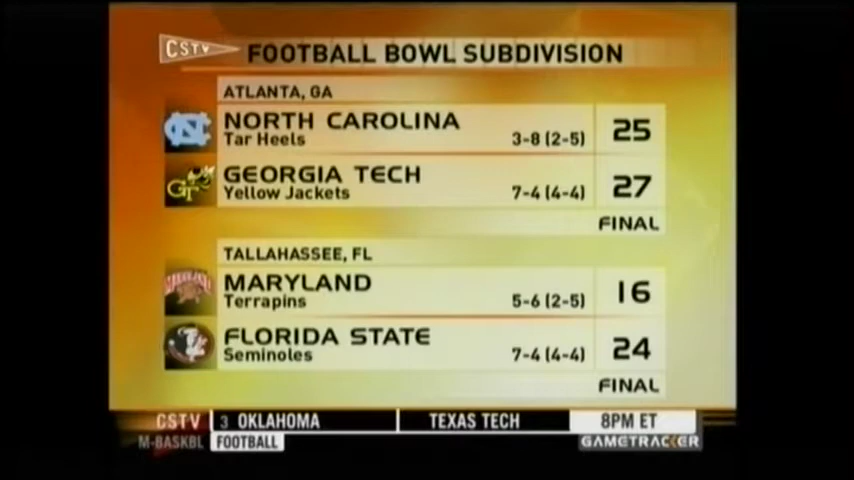 CSTV FOOTBALL BOWL SUBDIVISION
ATLANTA, GA
NORTH CAROLINA
Tar Heels 3-8 (2-5) 25
GEORGIA TECH
Yellow Jackets 7-4 (4-4) 27
FINAL
TALLAHASSEE, FL
MARYLAND
Terrapins 5-6 (2-5) 16
FLORIDA STATE
Seminoles 7-4 (4-4) 24
FINAL
CSTV 3 OKLAHOMA TEXAS TECH 8PM ET
M-BASKBL FOOTBALL GAMETRACKER